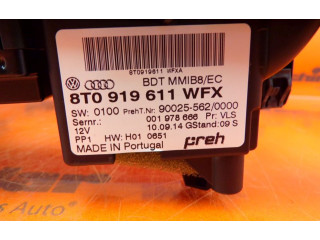 8T0919611 WFXA
BDT MMIB8/EC
8T0 919 611 WFX
SW: 0100 PrehT.Nr: 90025-562/0000
Sernr.: 001 978 666 Pr: VLS
12V 10.09.14 GStand: 09 S
PP1 HW: H01 0651
MADE IN Portugal preh
Auto"